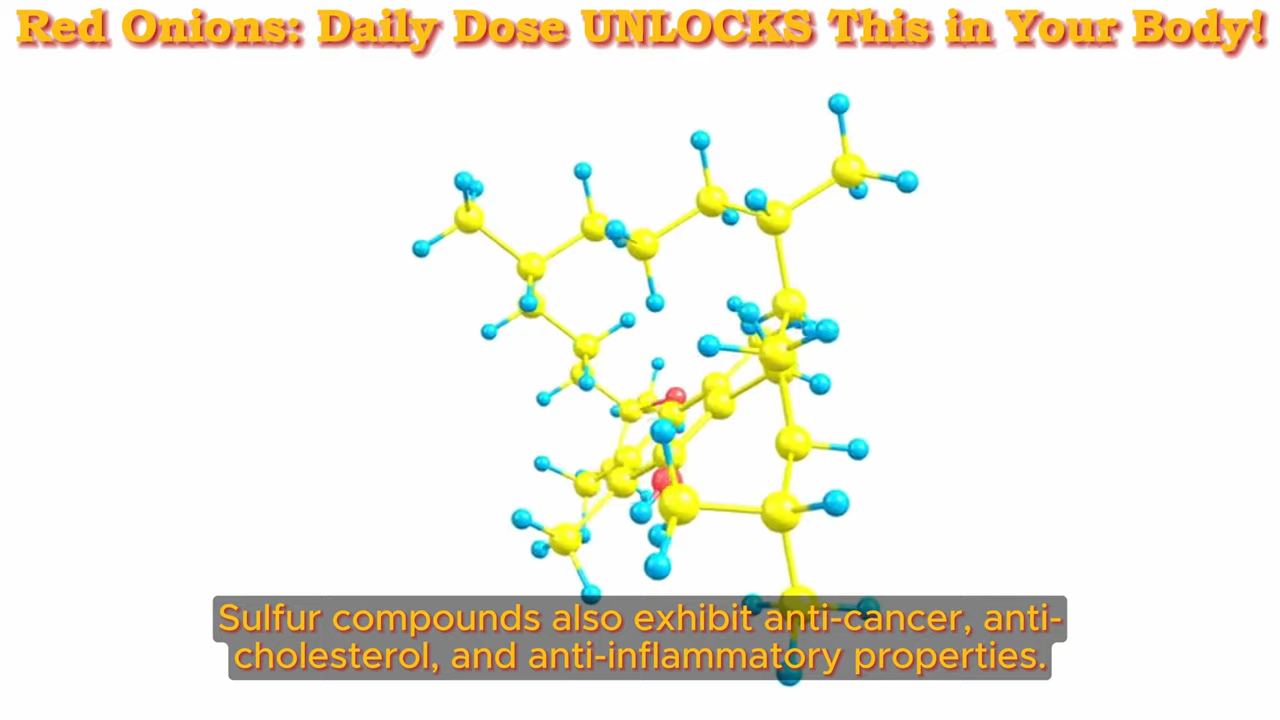 Red Onions: Daily Dose UNLOCKS This in Your Body!
Sulfur compounds also exhibit anti-cancer, anti-
cholesterol, and anti-inflammatory properties.